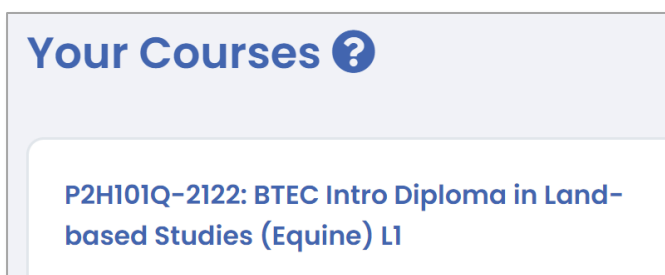 Your Courses ?
P2H101Q-2122: BTEC Intro Diploma in Land-
based Studies (Equine) L1